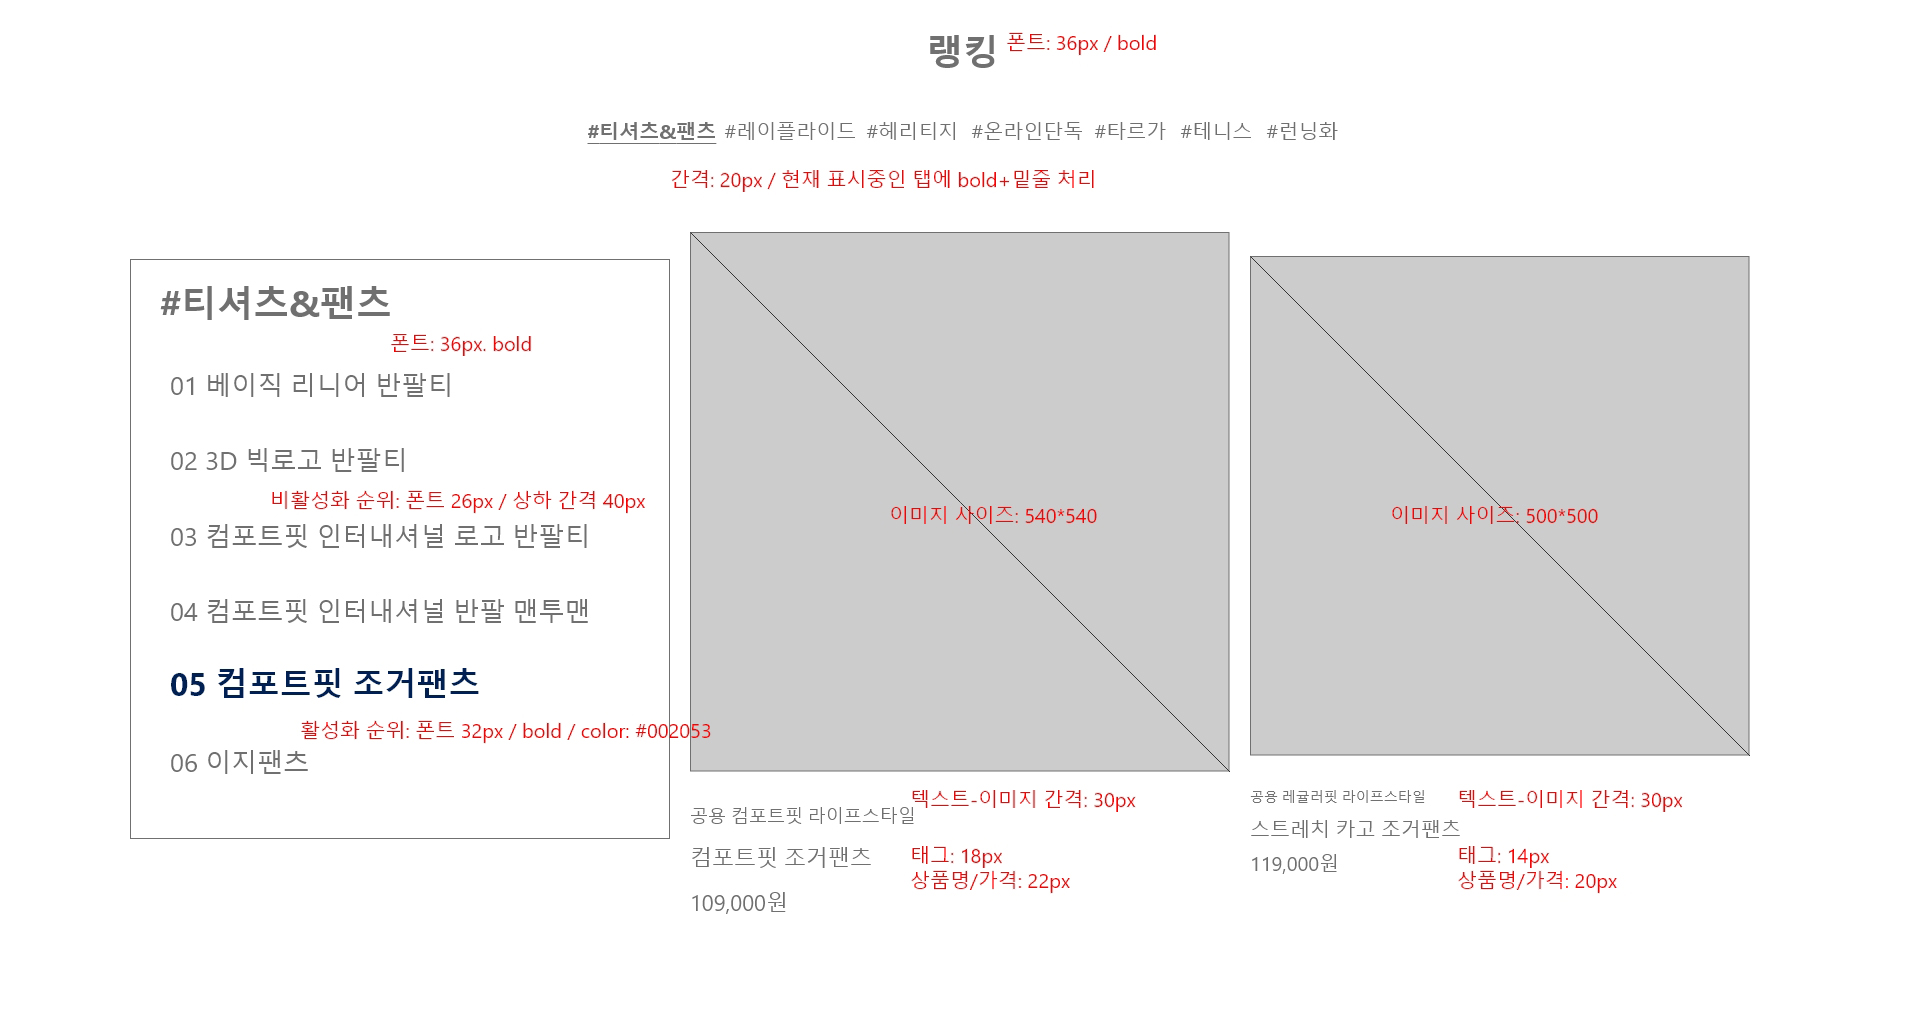 랭킹 폰트: 36px / bold
#티셔츠&팬츠 #레이플라이드 #헤리티지 #온라인단독 #타르가 #테니스 #런닝화
간격: 20px / 현재 표시중인 탭에 bold+밑줄 처리
#티셔츠&팬츠
폰트: 36px. bold
01 베이직 리니어 반팔티
02 3D 빅로고 반팔티
비활성화 순위: 폰트 26px / 상하 간격 40px
03 컴포트핏 인터내셔널 로고 반팔티
04 컴포트핏 인터내셔널 반팔 맨투맨
05 컴포트핏 조거팬츠
활성화 순위: 폰트 32px / bold / color: #002053
06 이지팬츠
이미지 사이즈: 540*540
공용 컴포트핏 라이프스타일
텍스트-이미지 간격: 30px
컴포트핏 조거팬츠
태그: 18px
상품명/가격: 22px
109,000원
이미지 사이즈: 500*500
공용 레귤러핏 라이프스타일
텍스트-이미지 간격: 30px
스트레치 카고 조거팬츠
태그: 14px
119,000원
상품명/가격: 20px